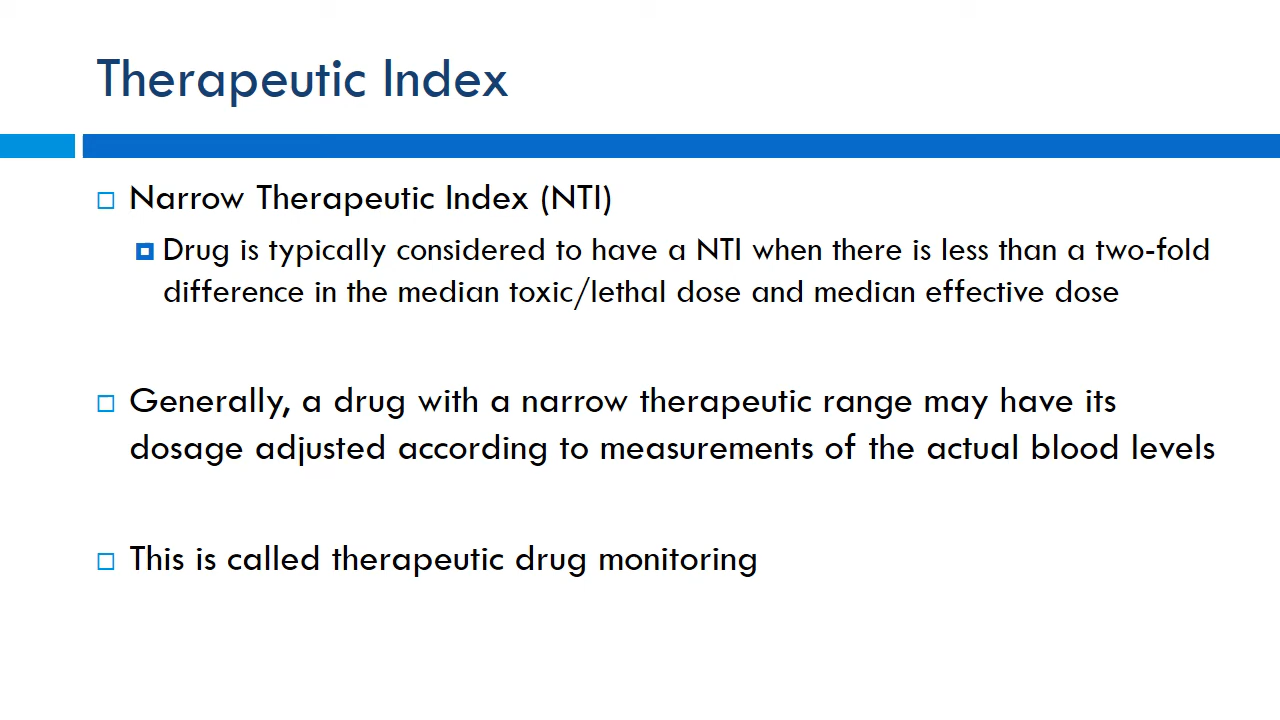 Therapeutic Index
Narrow Therapeutic Index (NTI)
Drug is typically considered to have a NTI when there is less than a two-fold
difference in the median toxic/lethal dose and median effective dose
Generally, a drug with a narrow therapeutic range may have its
dosage adjusted according to measurements of the actual blood levels
This is called therapeutic drug monitoring